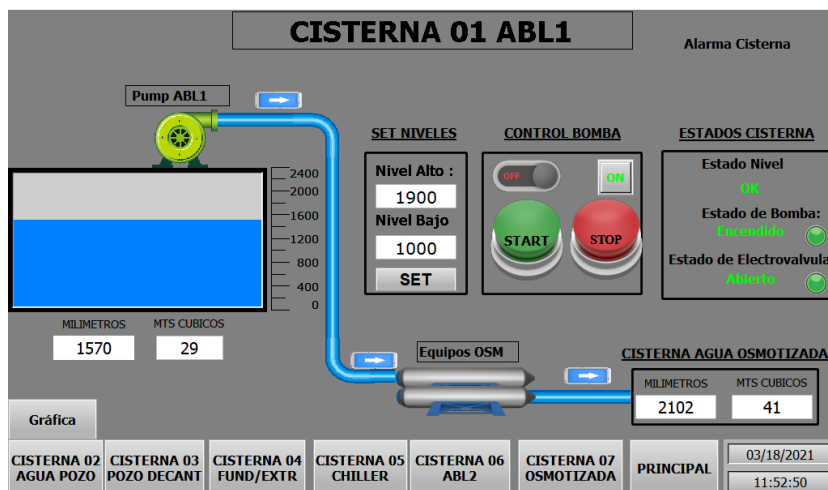 CISTERNA 01 ABL1
Alarma Cisterna
Pump ABL1
SET NIVELES
CONTROL BOMBA
ESTADOS CISTERNA
Nivel Alto :
1900
Nivel Bajo
1000
SET
OFF
ON
START
STOP
Estado Nivel
OK
Estado de Bomba:
Encendido
Estado de Electrovalvula
Abierto
2400
2000
1600
1200
800
400
0
MILIMETROS
MTS CUBICOS
1570
29
Equipos OSM
CISTERNA AGUA OSMOTIZADA
MILIMETROS
MTS CUBICOS
2102
41
Gráfica
CISTERNA 02
AGUA POZO
CISTERNA 03
POZO DECANT
CISTERNA 04
FUND/EXTR
CISTERNA 05
CHILLER
CISTERNA 06
ABL2
CISTERNA 07
OSMOTIZADA
PRINCIPAL
03/18/2021
11:52:50